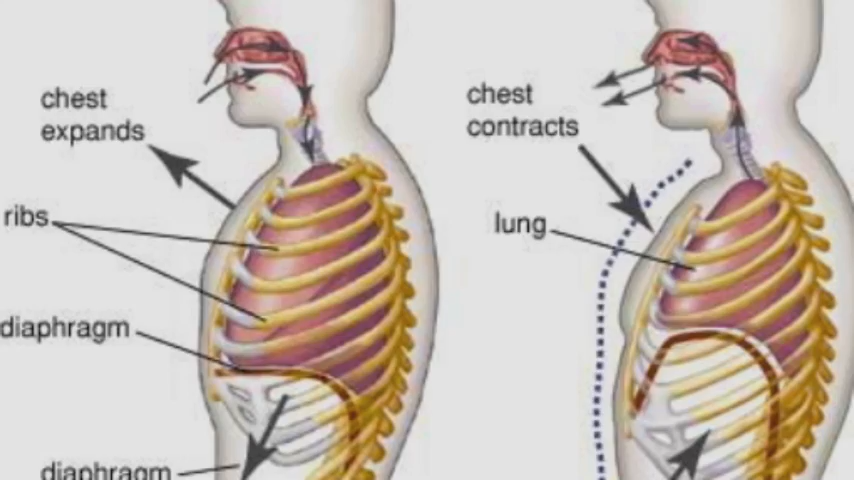 chest
expands
ribs
diaphragm
diaphragm
chest
contracts
lung